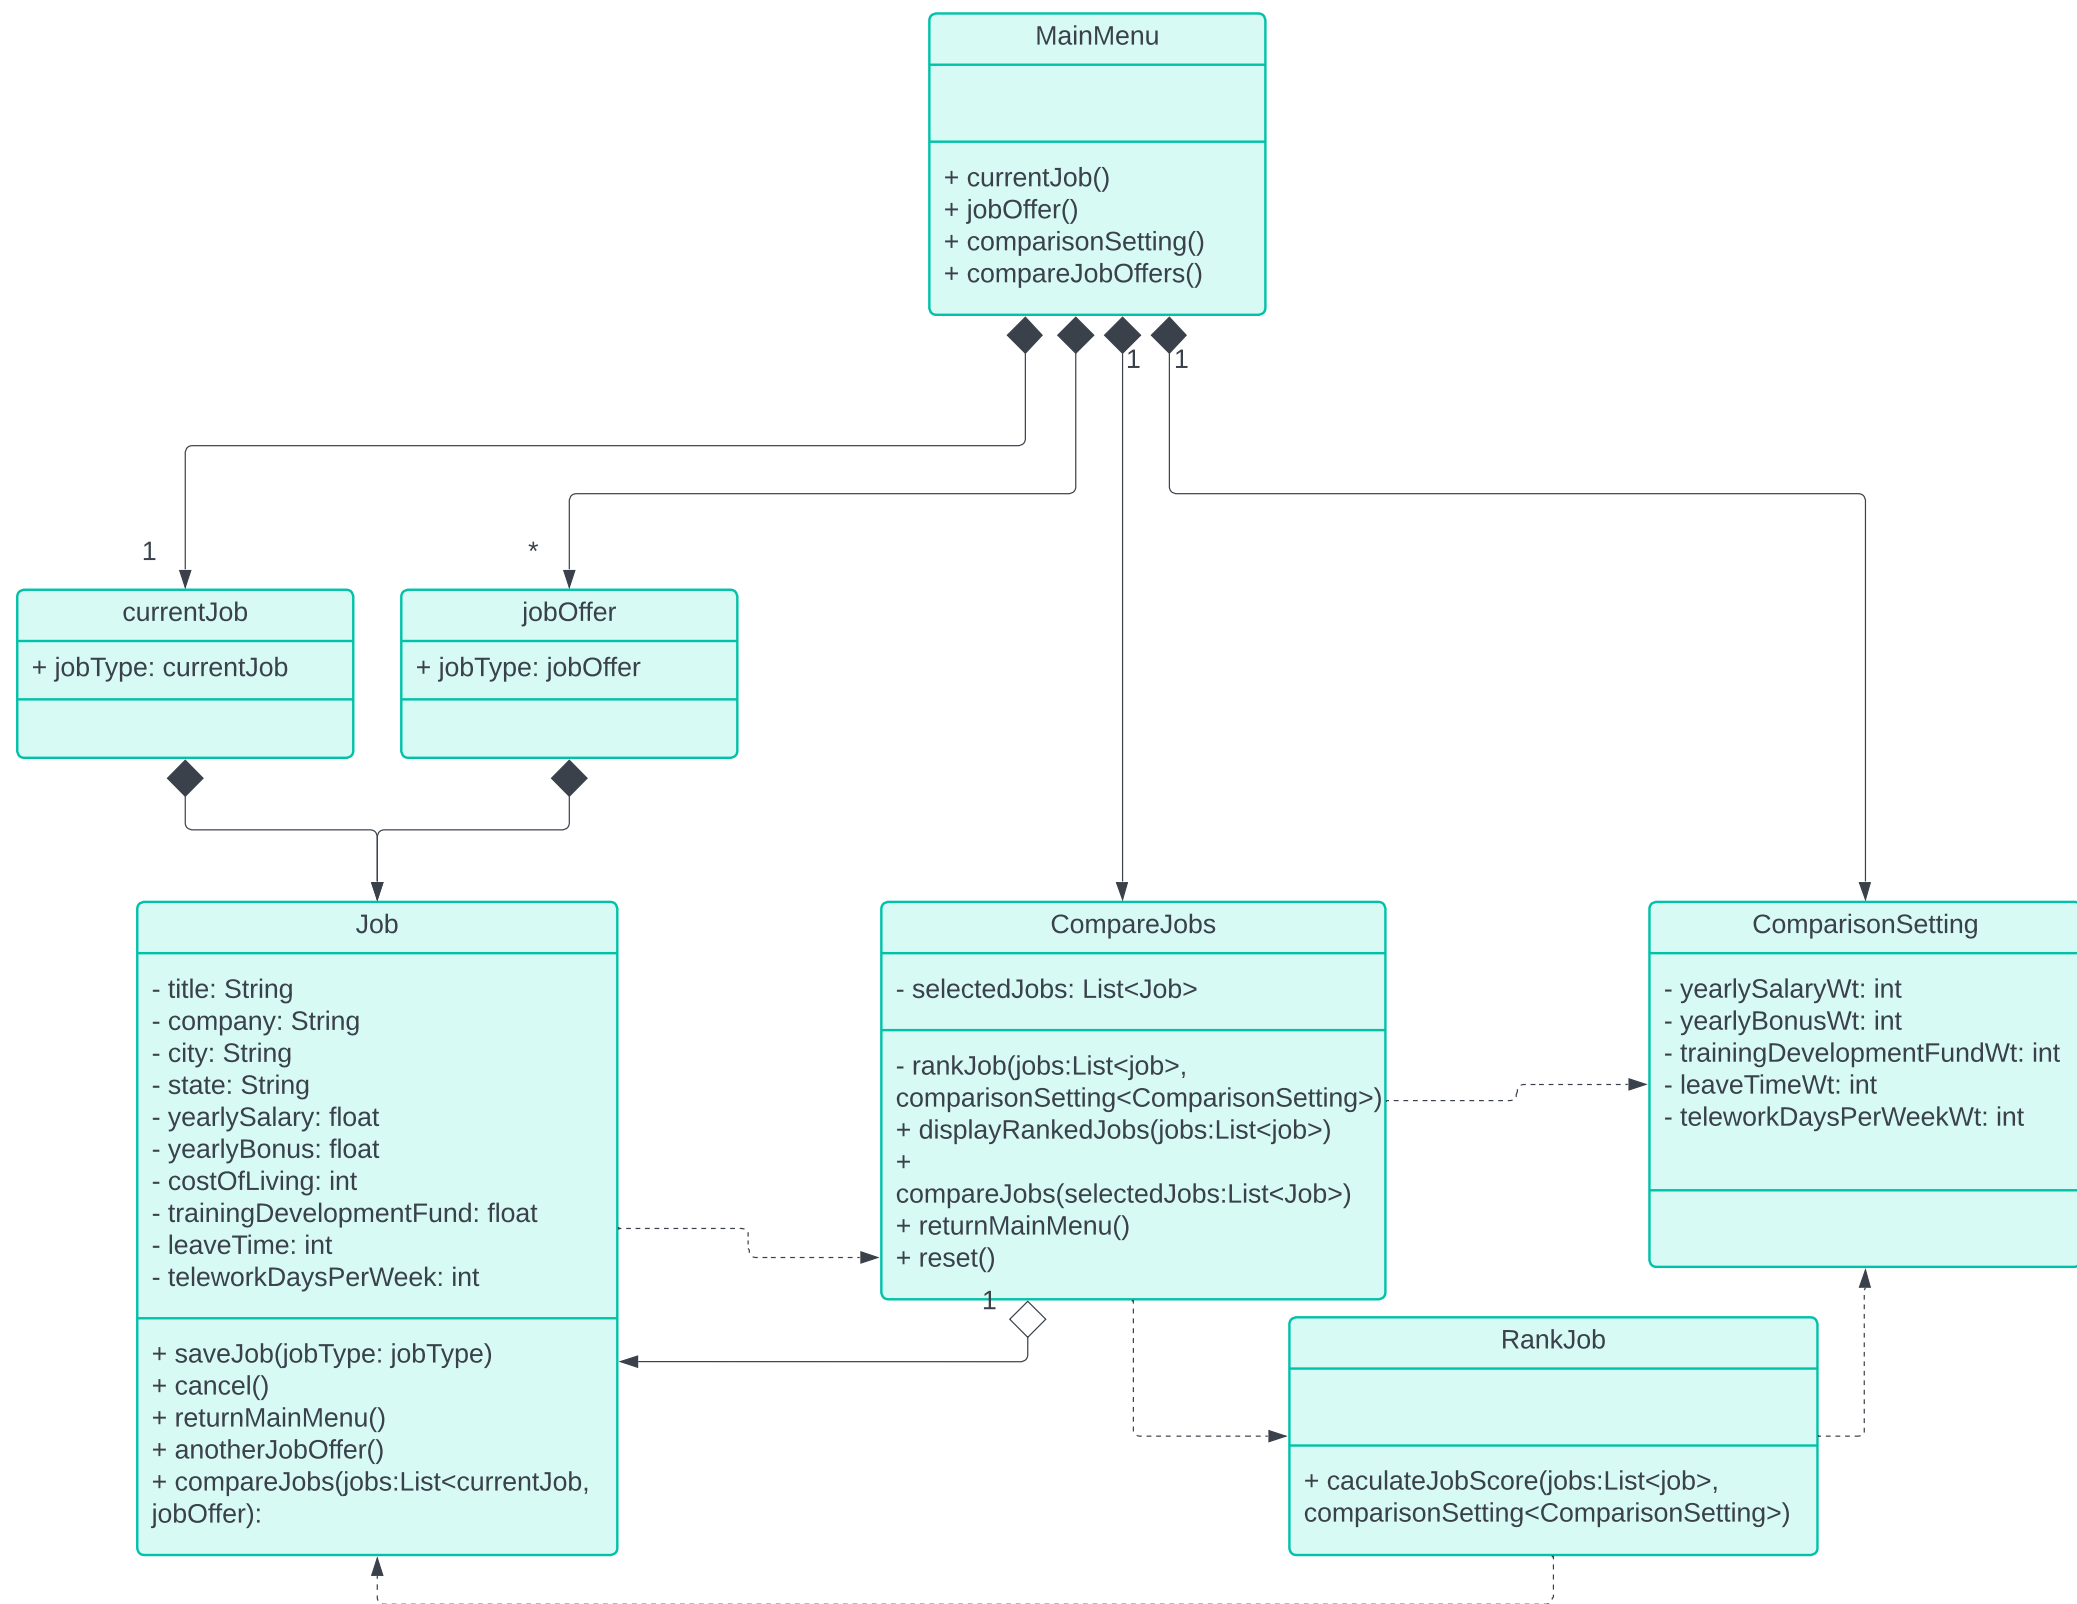 MainMenu
+ currentJob()
+ jobOffer()
+ comparisonSetting()
+ compareJobOffers()
1
1
1
*
currentJob
+ jobType: currentJob
jobOffer
+ jobType: jobOffer
Job
- title: String
- company: String
- city: String
- state: String
- yearlySalary: float
- yearlyBonus: float
- costOfLiving: int
- trainingDevelopmentFund: float
- leaveTime: int
- teleworkDaysPerWeek: int
+ saveJob(jobType: jobType)
+ cancel()
+ returnMainMenu()
+ anotherJobOffer()
+ compareJobs(jobs:List<currentJob,
jobOffer):
CompareJobs
- selectedJobs: List<Job>
- rankJob(jobs:List<job>,
comparisonSetting<ComparisonSetting>)
+ displayRankedJobs(jobs:List<job>)
+
compareJobs(selectedJobs:List<Job>)
+ returnMainMenu()
+ reset()
1
ComparisonSetting
- yearlySalaryWt: int
- yearlyBonusWt: int
- trainingDevelopmentFundWt: int
- leaveTimeWt: int
- teleworkDaysPerWeekWt: int
RankJob
+ caculateJobScore(jobs:List<job>,
comparisonSetting<ComparisonSetting>)